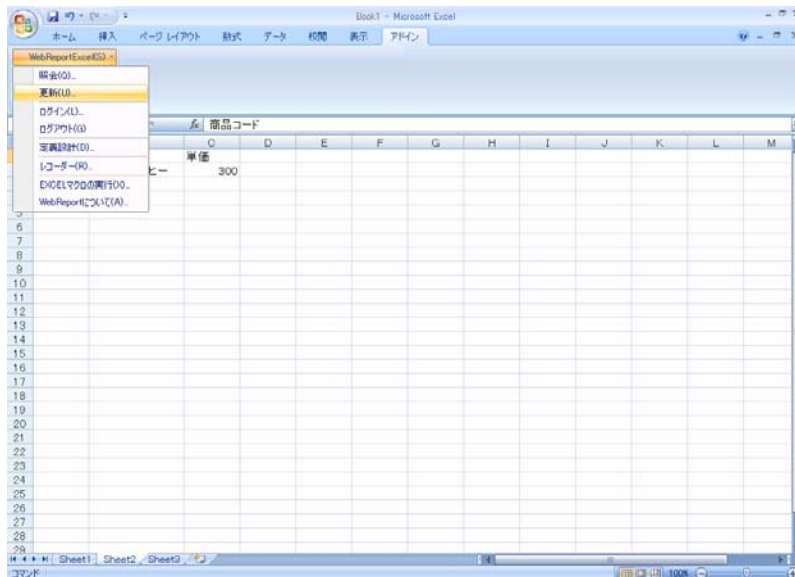 Book1 - Microsoft Excel
ホーム 挿入 ページ レイアウト 数式 データ 校閲 表示 アドイン
WebReportExcel(S)
照会(Q)...
更新(U)...
ログイン(L)...
ログアウト(G)
定義設計(D)...
レコーダー(R)...
EXCELマクロの実行(X)...
WebReportについて(A)...
fx 商品コード
C D E F G H I J K L M
単価
ヒー 300
5
6
7
8
9
10
11
12
13
14
15
16
17
18
19
20
21
22
23
24
25
26
27
28
29
Sheet1 Sheet2 Sheet3
コマンド 100%